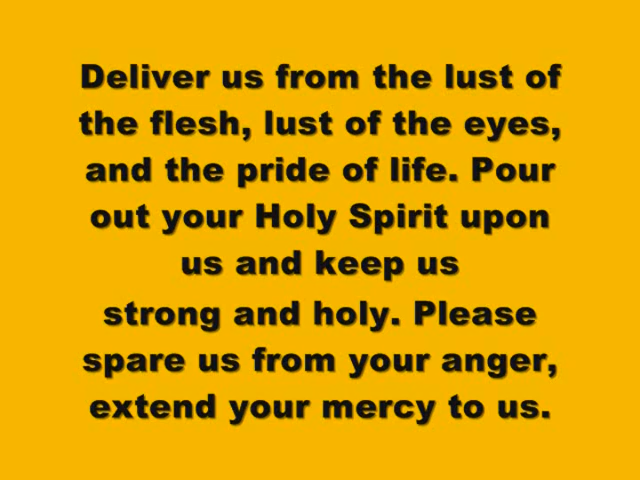 Deliver us from the lust of
the flesh, lust of the eyes,
and the pride of life. Pour
out your Holy Spirit upon
us and keep us
strong and holy. Please
spare us from your anger,
extend your mercy to us.